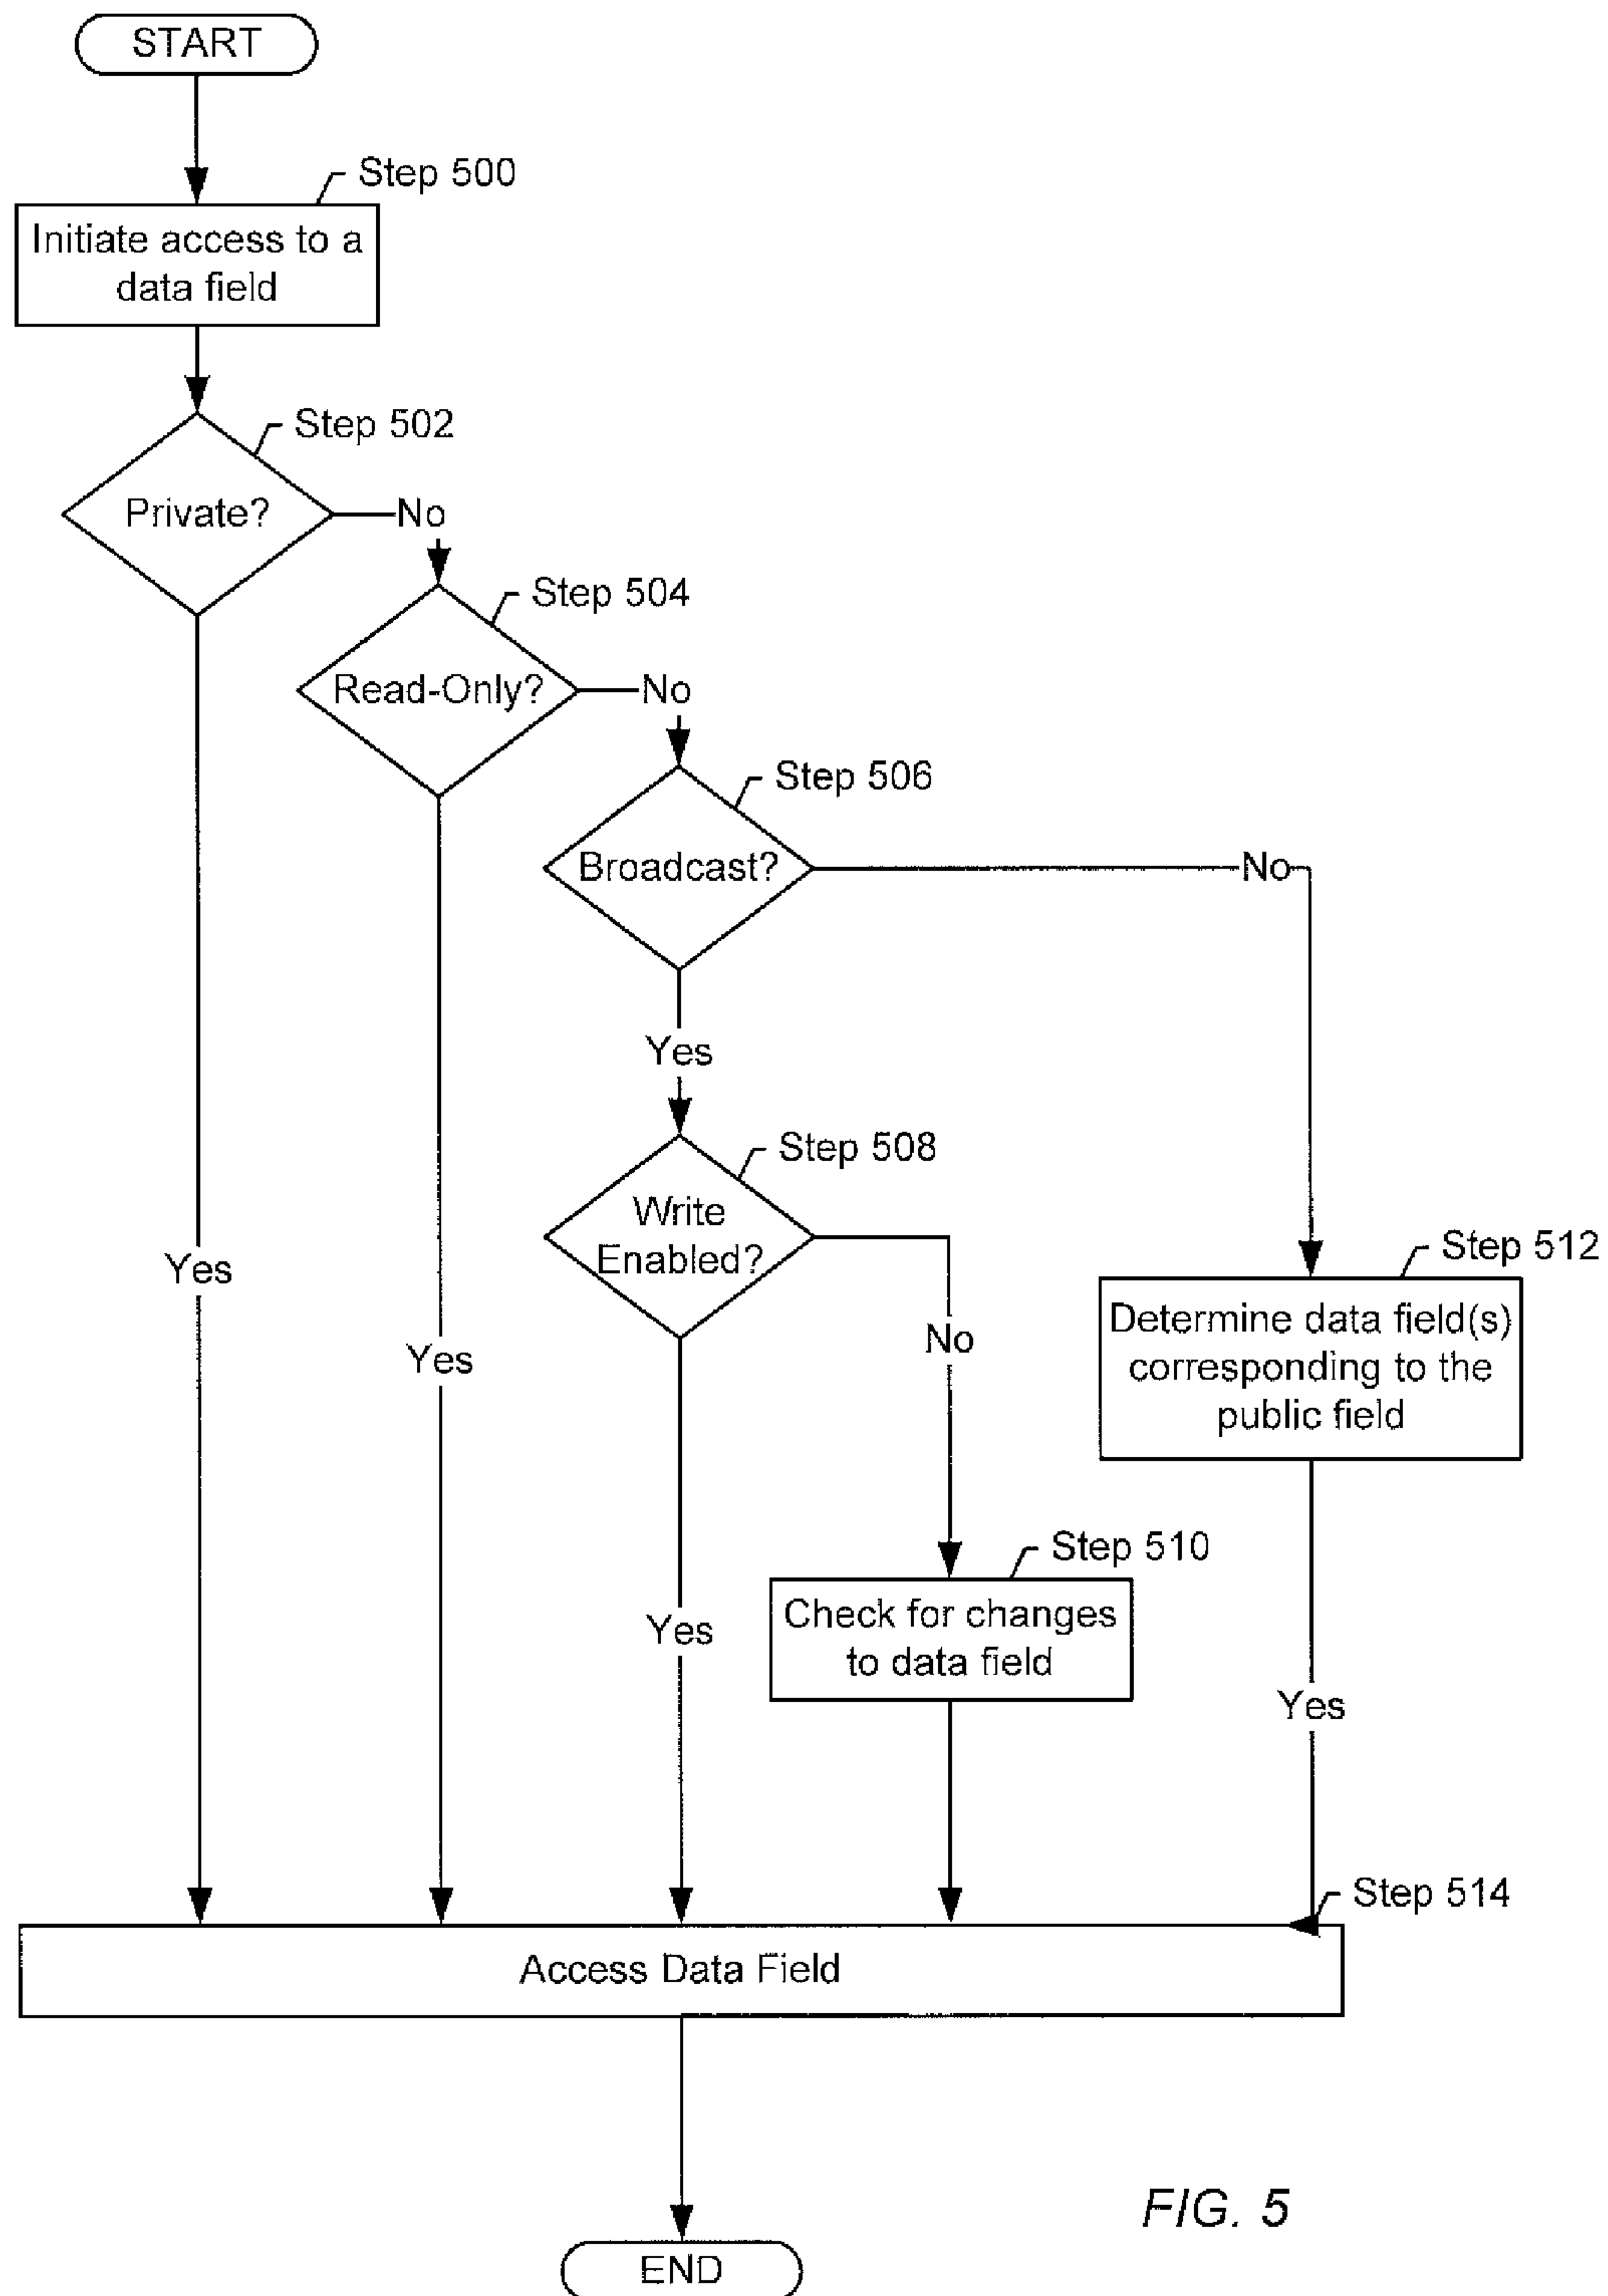 START
Step 500
Initiate access to a
data field
Step 502
Private?
No
Step 504
Read-Only?
No
Step 506
Broadcast?
No
Yes
Step 508
Write
Enabled?
Step 512
Yes
Determine data field(s)
corresponding to the
public field
No
Yes
Step 510
Check for changes
to data field
Yes
Yes
Step 514
Access Data Field
FIG. 5
END